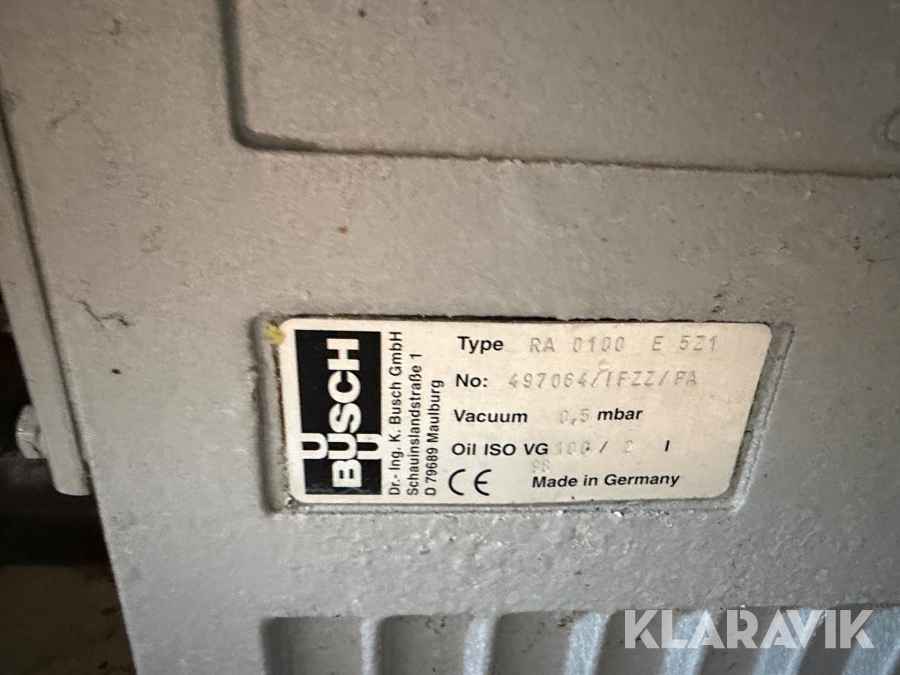 BUSCH
Dr.- Ing. K. Busch GmbH
Schauinslandstraße 1
D 79689 Maulburg
Type RA 0100 E 5Z1
No: 497064/1FZZ/PA
Vacuum 0,5 mbar
Oil ISO VG 100 / 2 l
98
CE Made in Germany
KLARAVIK